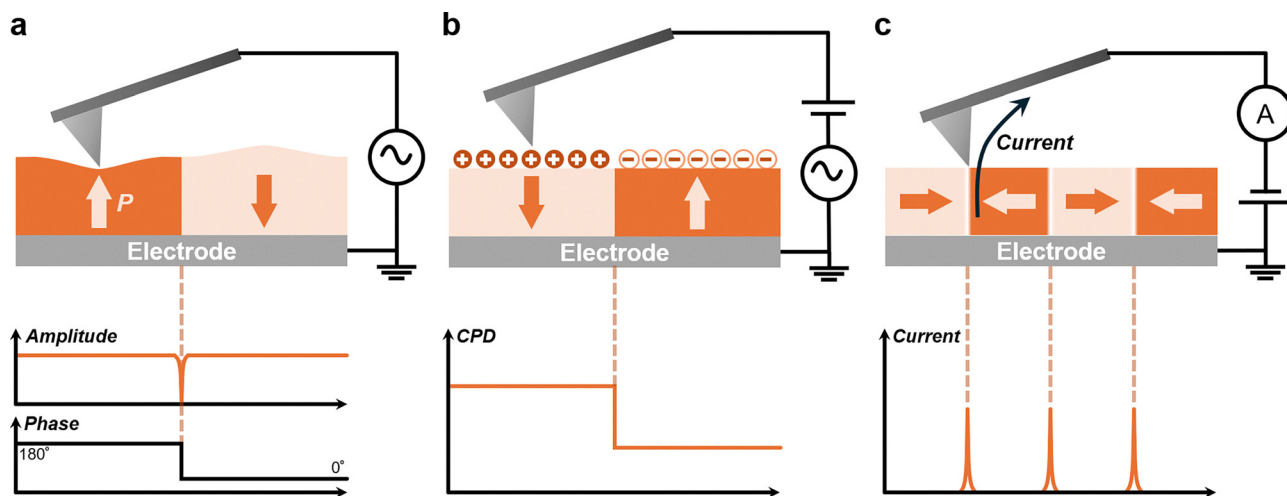 a
P
Electrode
Amplitude
Phase
180°
0°
b
Electrode
CPD
c
A
Current
Electrode
Current